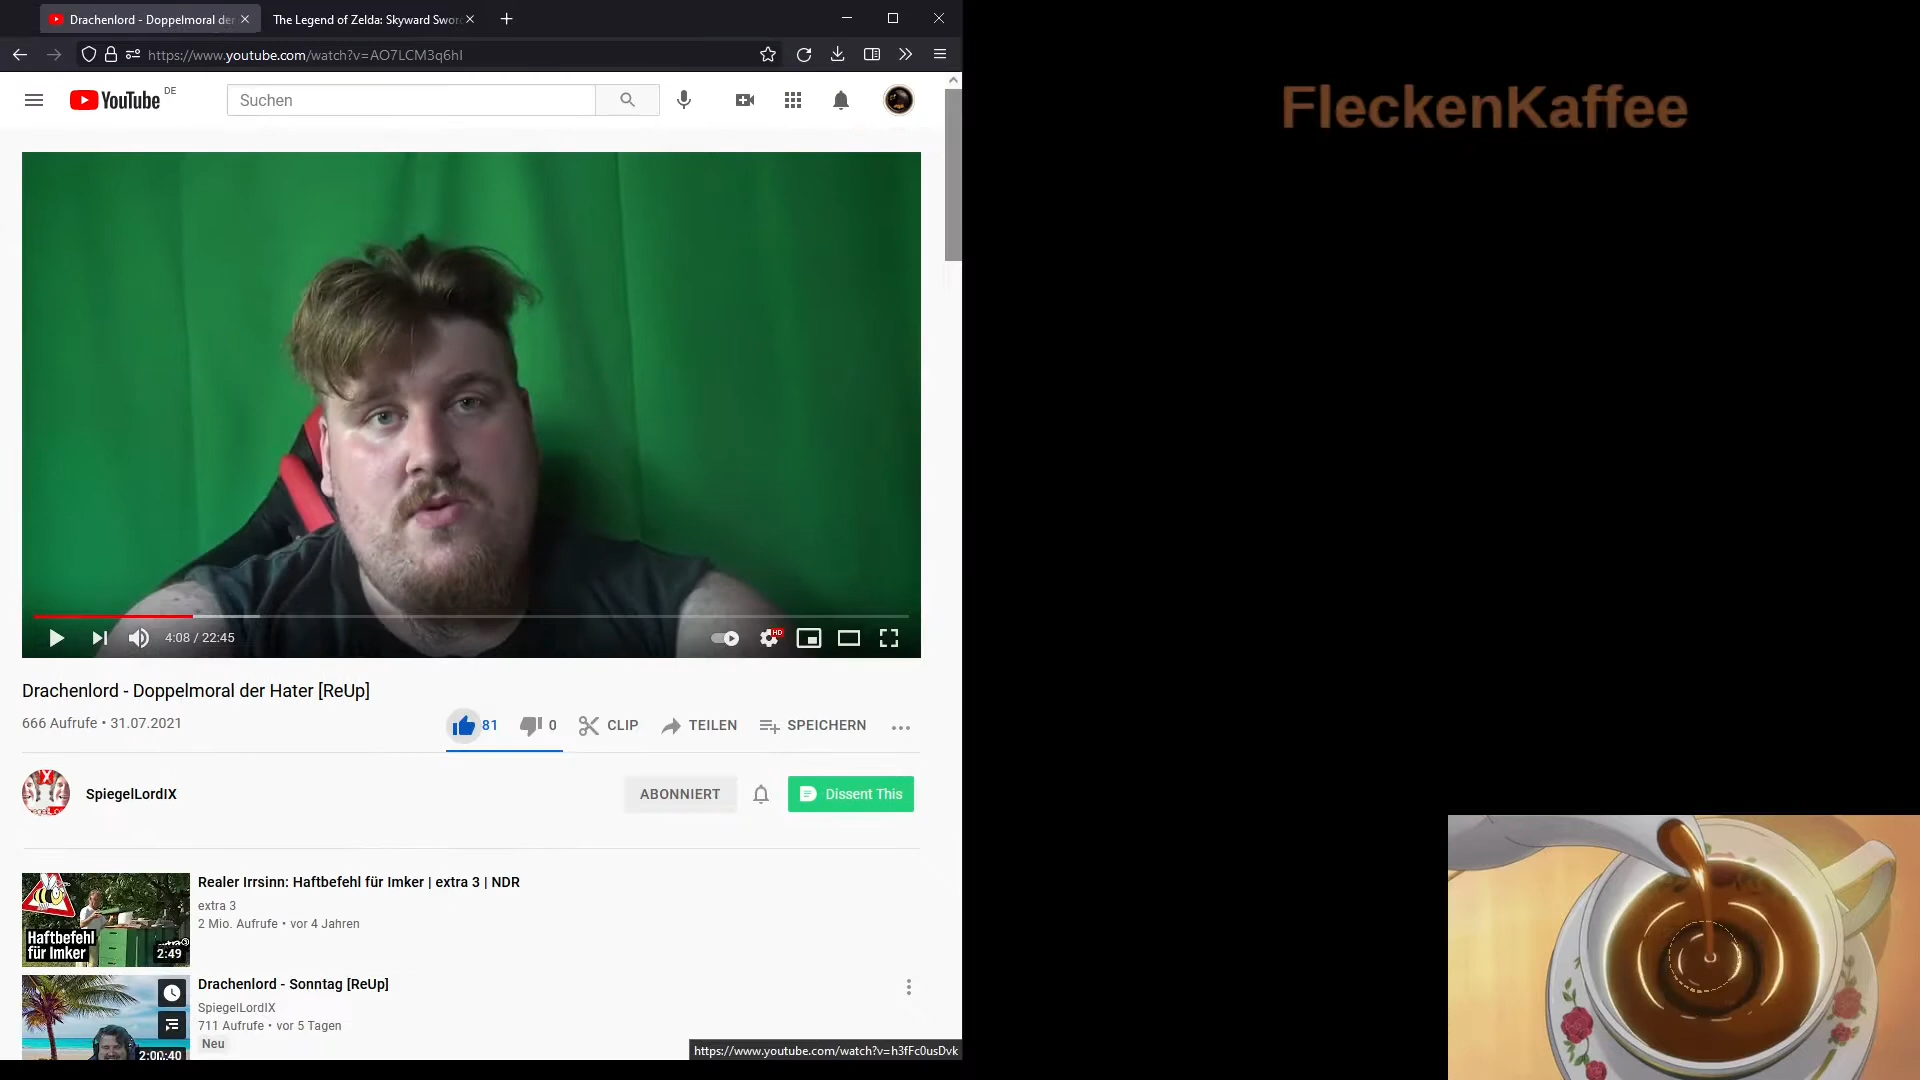 Drachenlord - Doppelmoral der
The Legend of Zelda: Skyward Swor
https://www.youtube.com/watch?v=AO7LCM3q6hI
YouTube DE
Suchen
FleckenKaffee
4:08 / 22:45
HD
Drachenlord - Doppelmoral der Hater [ReUp]
666 Aufrufe • 31.07.2021
81
0
CLIP
TEILEN
SPEICHERN
SpiegelLordIX
ABONNIERT
Dissent This
Haftbefehl
für Imker
2:49
Realer Irrsinn: Haftbefehl für Imker | extra 3 | NDR
extra 3
2 Mio. Aufrufe • vor 4 Jahren
2:00:40
Drachenlord - Sonntag [ReUp]
SpiegelLordIX
711 Aufrufe • vor 5 Tagen
Neu
https://www.youtube.com/watch?v=h3fFc0usDvk